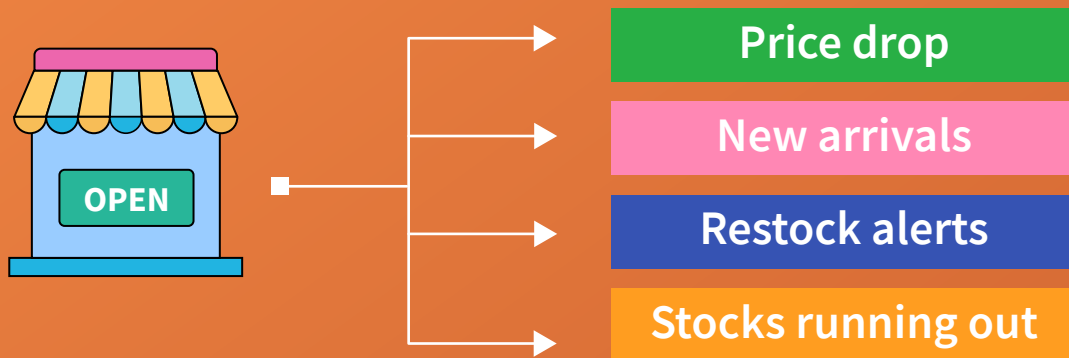 OPEN
Price drop
New arrivals
Restock alerts
Stocks running out